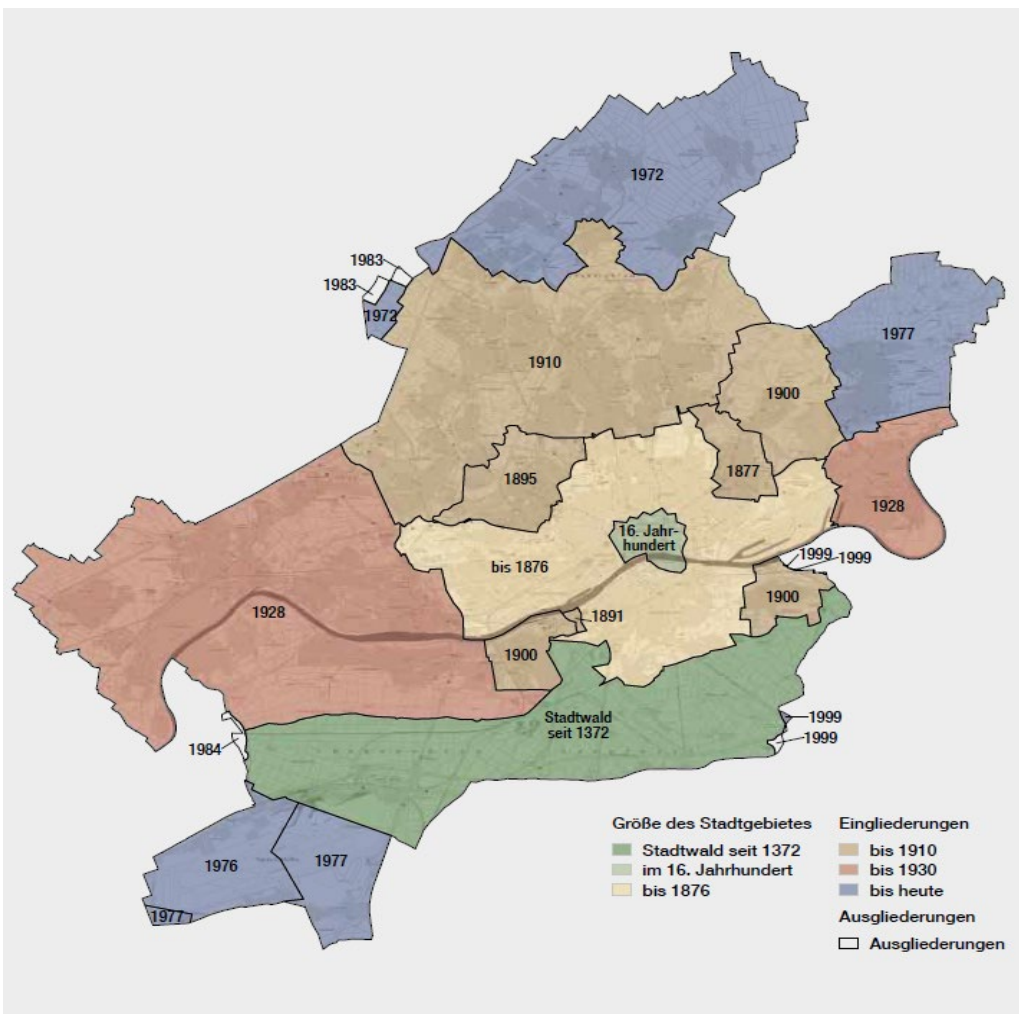 1972
1983
1983
1972
1977
1910
1900
1895
1877
1928
16. Jahr-
hundert
bis 1876
1999
1999
1900
1928
1891
1900
Stadtwald
seit 1372
1999
1999
1984
1976
1977
1977
Größe des Stadtgebietes
Stadtwald seit 1372
im 16. Jahrhundert
bis 1876
Eingliederungen
bis 1910
bis 1930
bis heute
Ausgliederungen
Ausgliederungen